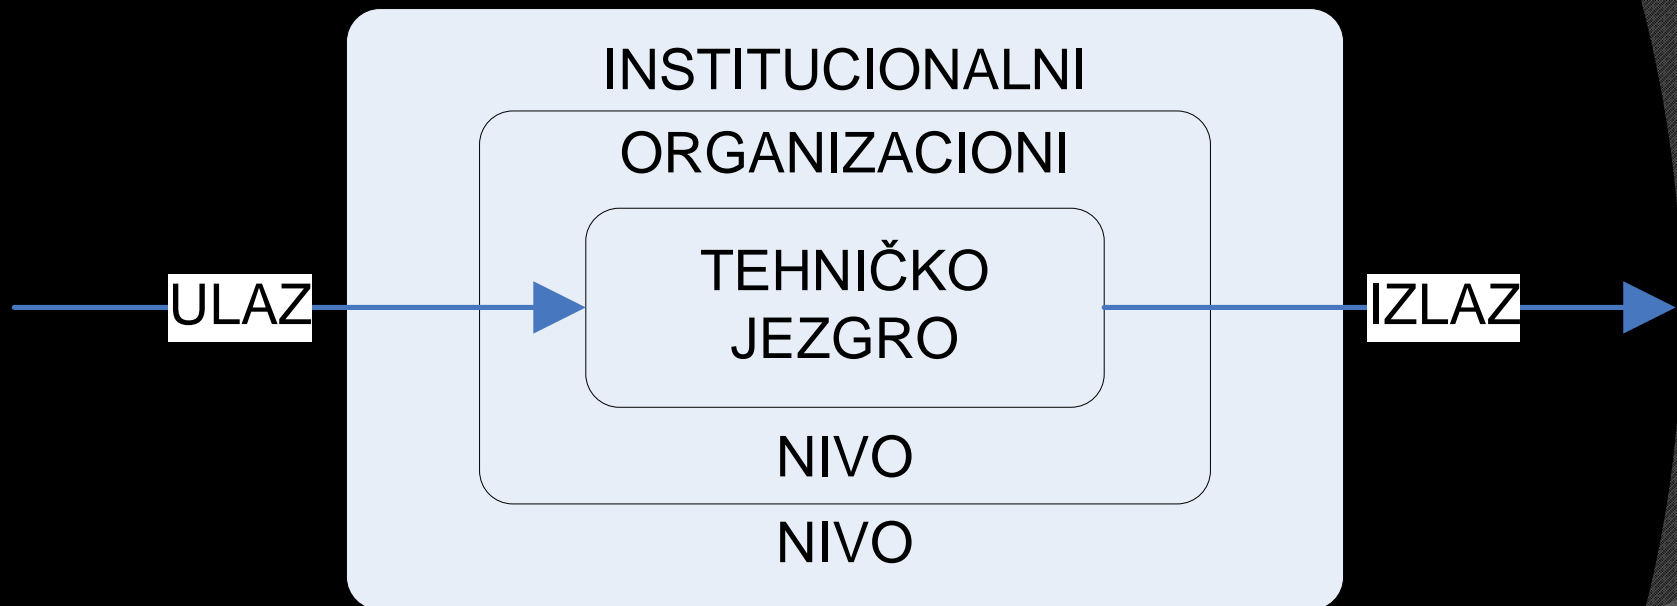 INSTITUCIONALNI
ORGANIZACIONI
TEHNIČKO
JEZGRO
ULAZ
IZLAZ
NIVO
NIVO